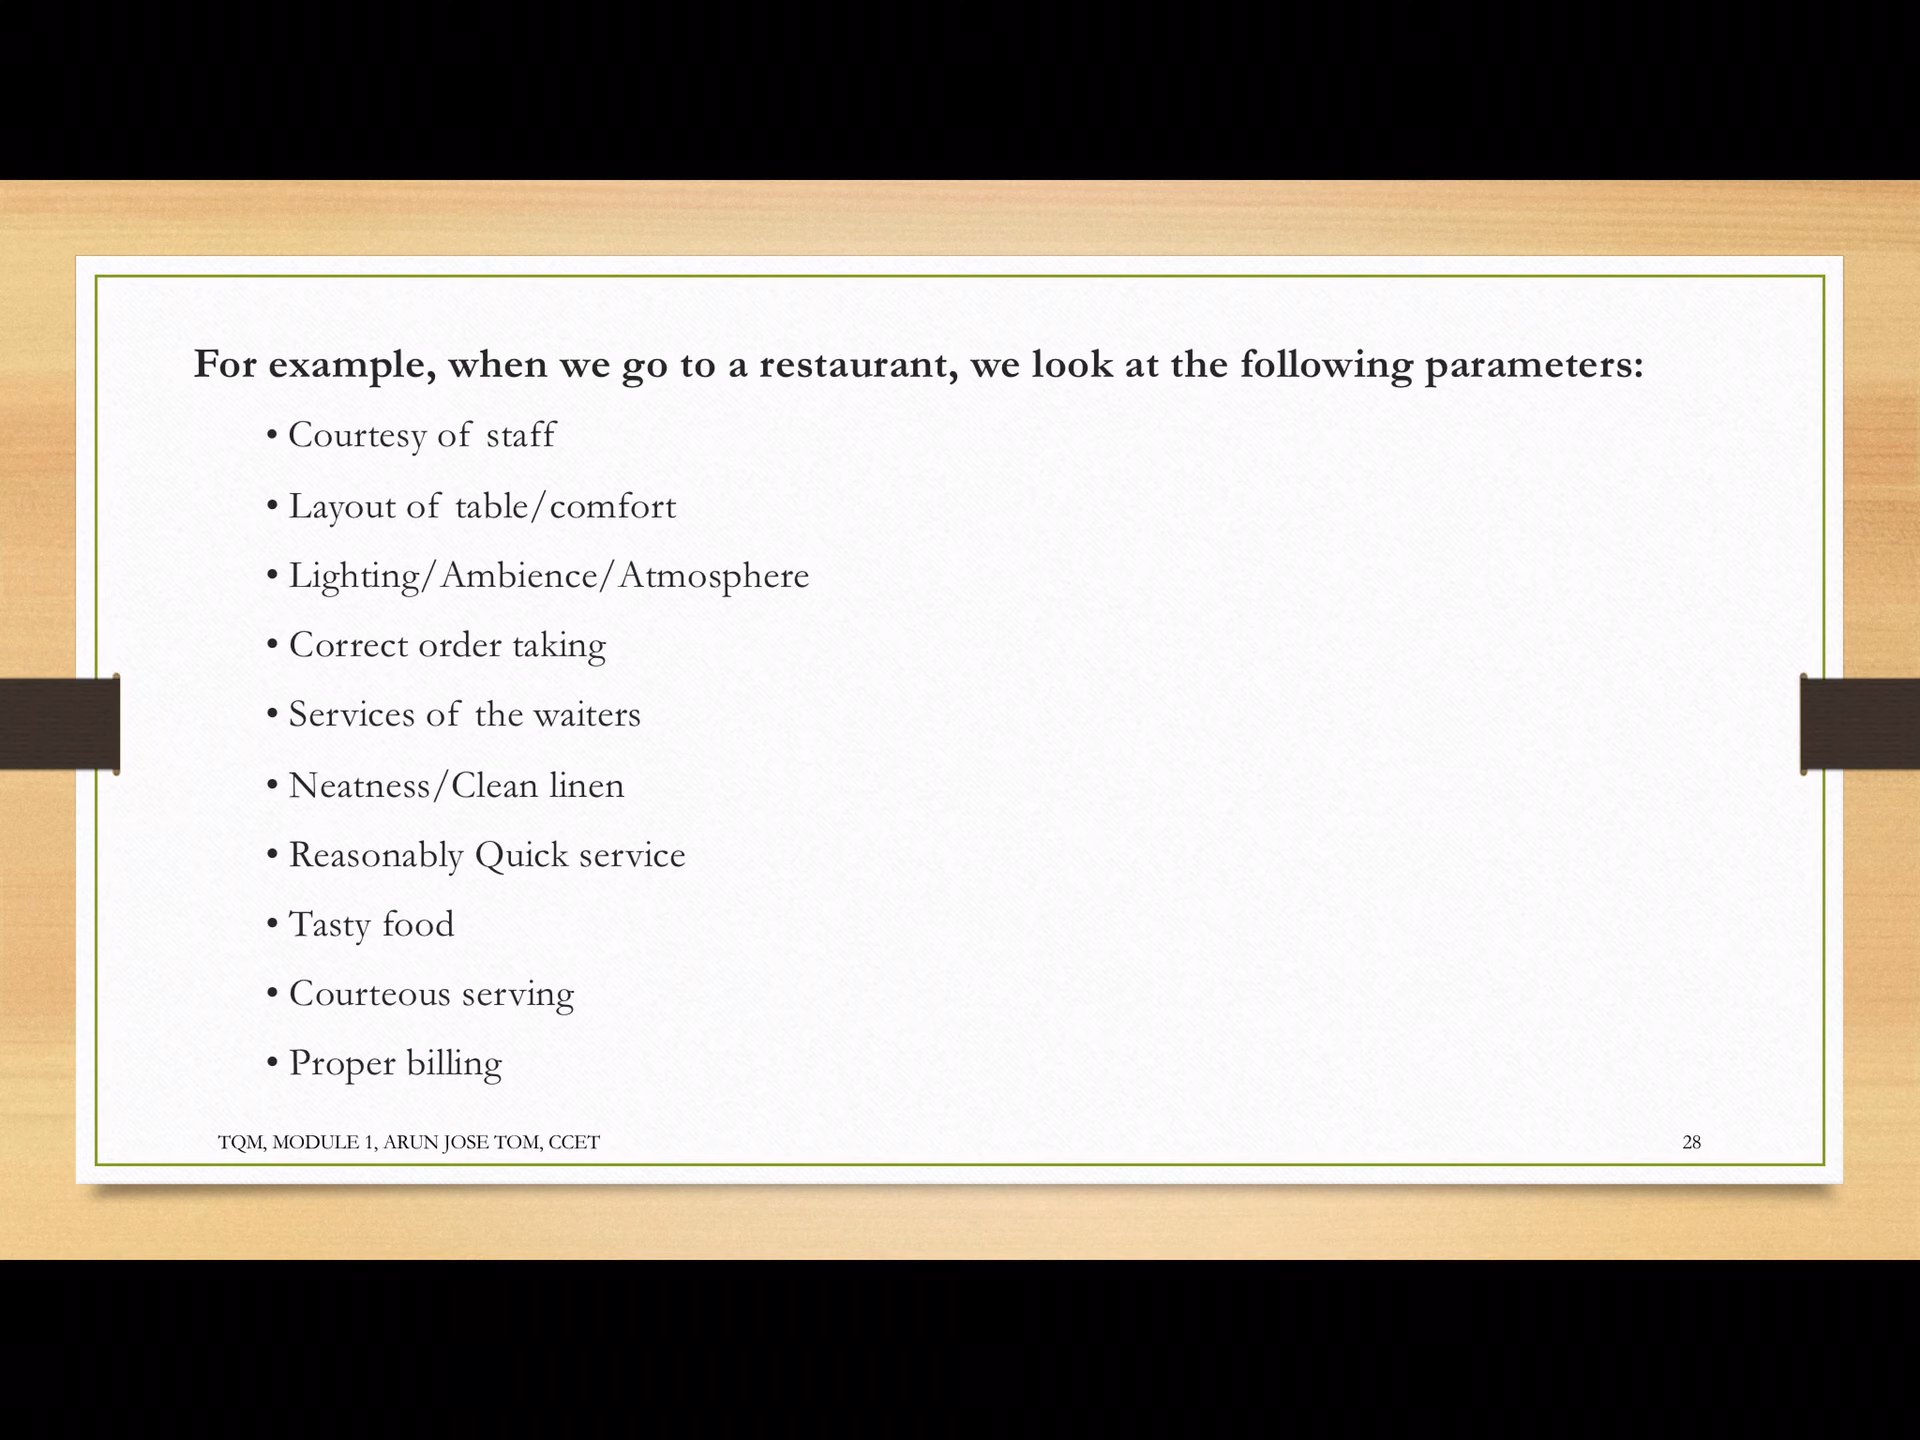 For example, when we go to a restaurant, we look at the following parameters:
• Courtesy of staff
• Layout of table/comfort
• Lighting/Ambience/Atmosphere
• Correct order taking
• Services of the waiters
• Neatness/Clean linen
• Reasonably Quick service
• Tasty food
• Courteous serving
• Proper billing
TQM, MODULE 1, ARUN JOSE TOM, CCET
28